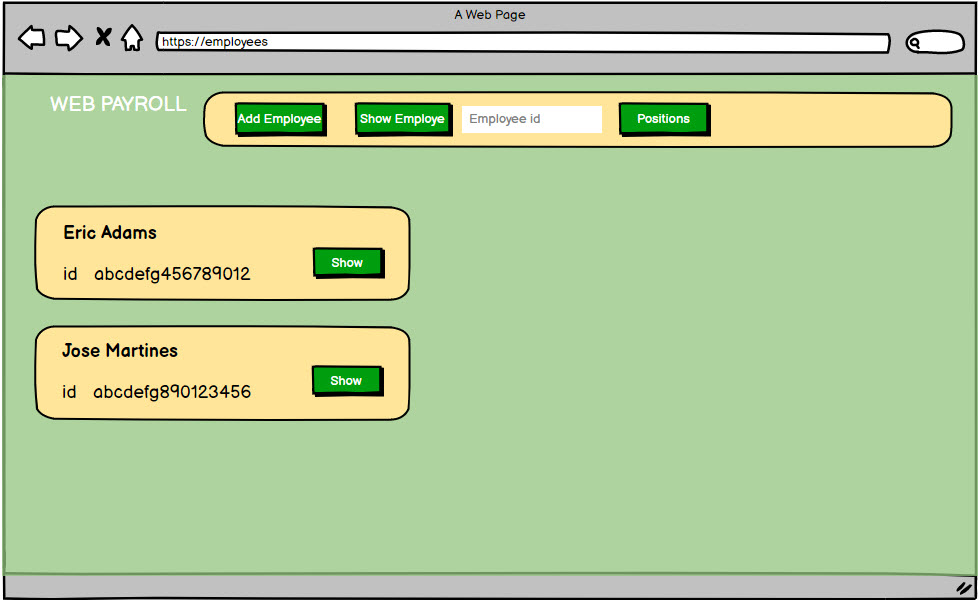 A Web Page
https://employees
WEB PAYROLL
Add Employee
Show Employe
Employee id
Positions
Eric Adams
id abcdefg456789012
Show
Jose Martines
id abcdefg890123456
Show